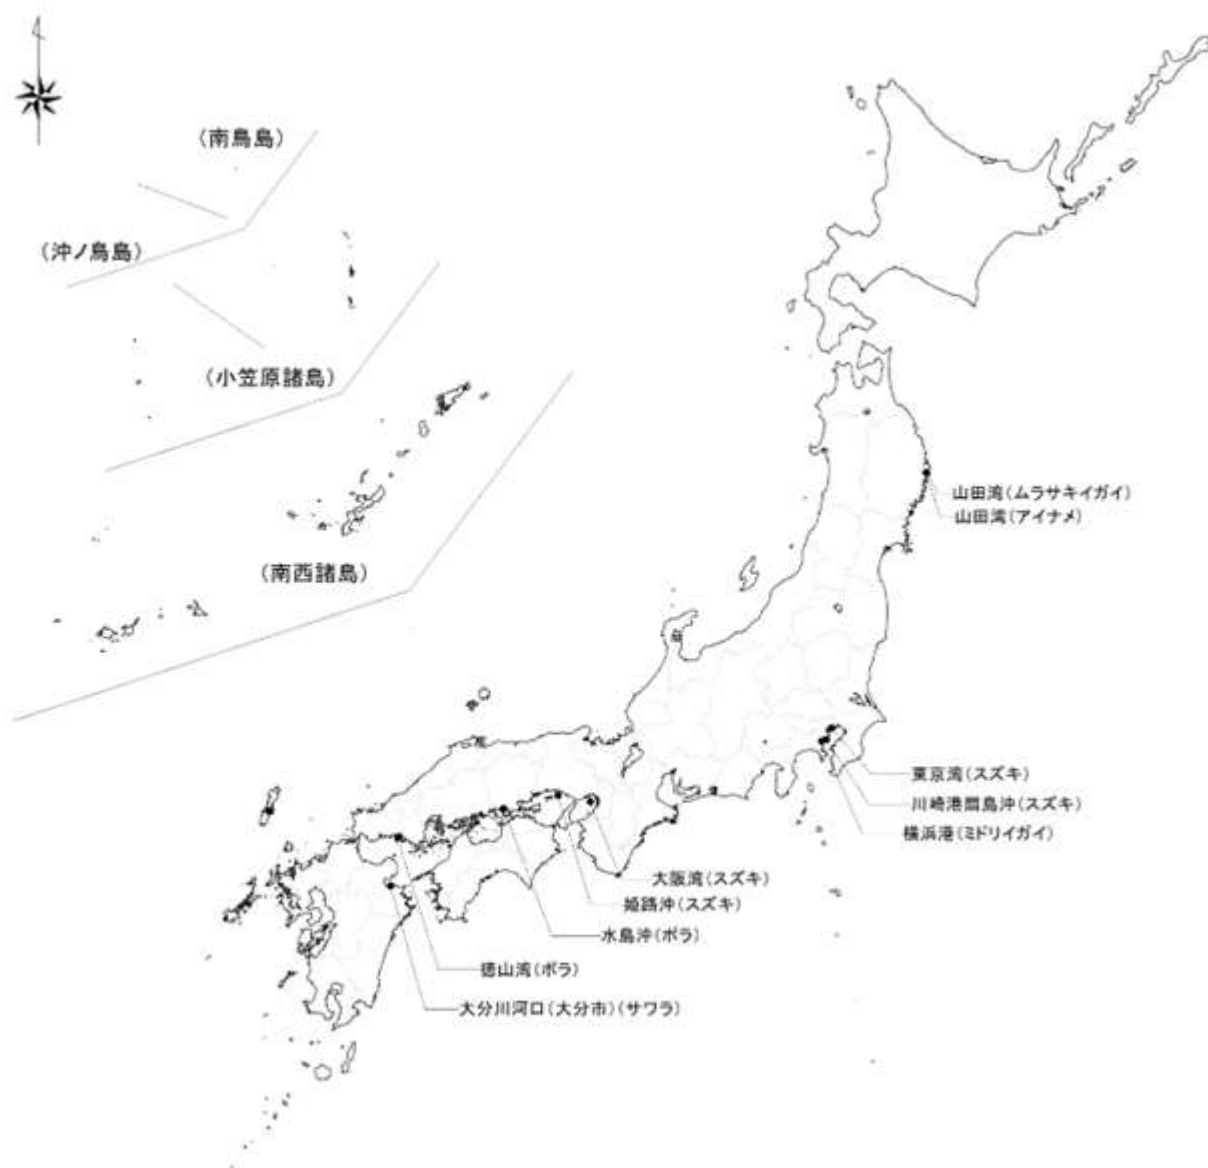 (南鳥島)
(沖ノ鳥島)
(小笠原諸島)
(南西諸島)
山田湾(ムラサキイガイ)
山田湾(アイナメ)
東京湾(スズキ)
川崎港扇島沖(スズキ)
横浜港(ミドリイガイ)
大阪湾(スズキ)
姫路沖(スズキ)
水島沖(ボラ)
徳山湾(ボラ)
大分川河口(大分市)(サワラ)